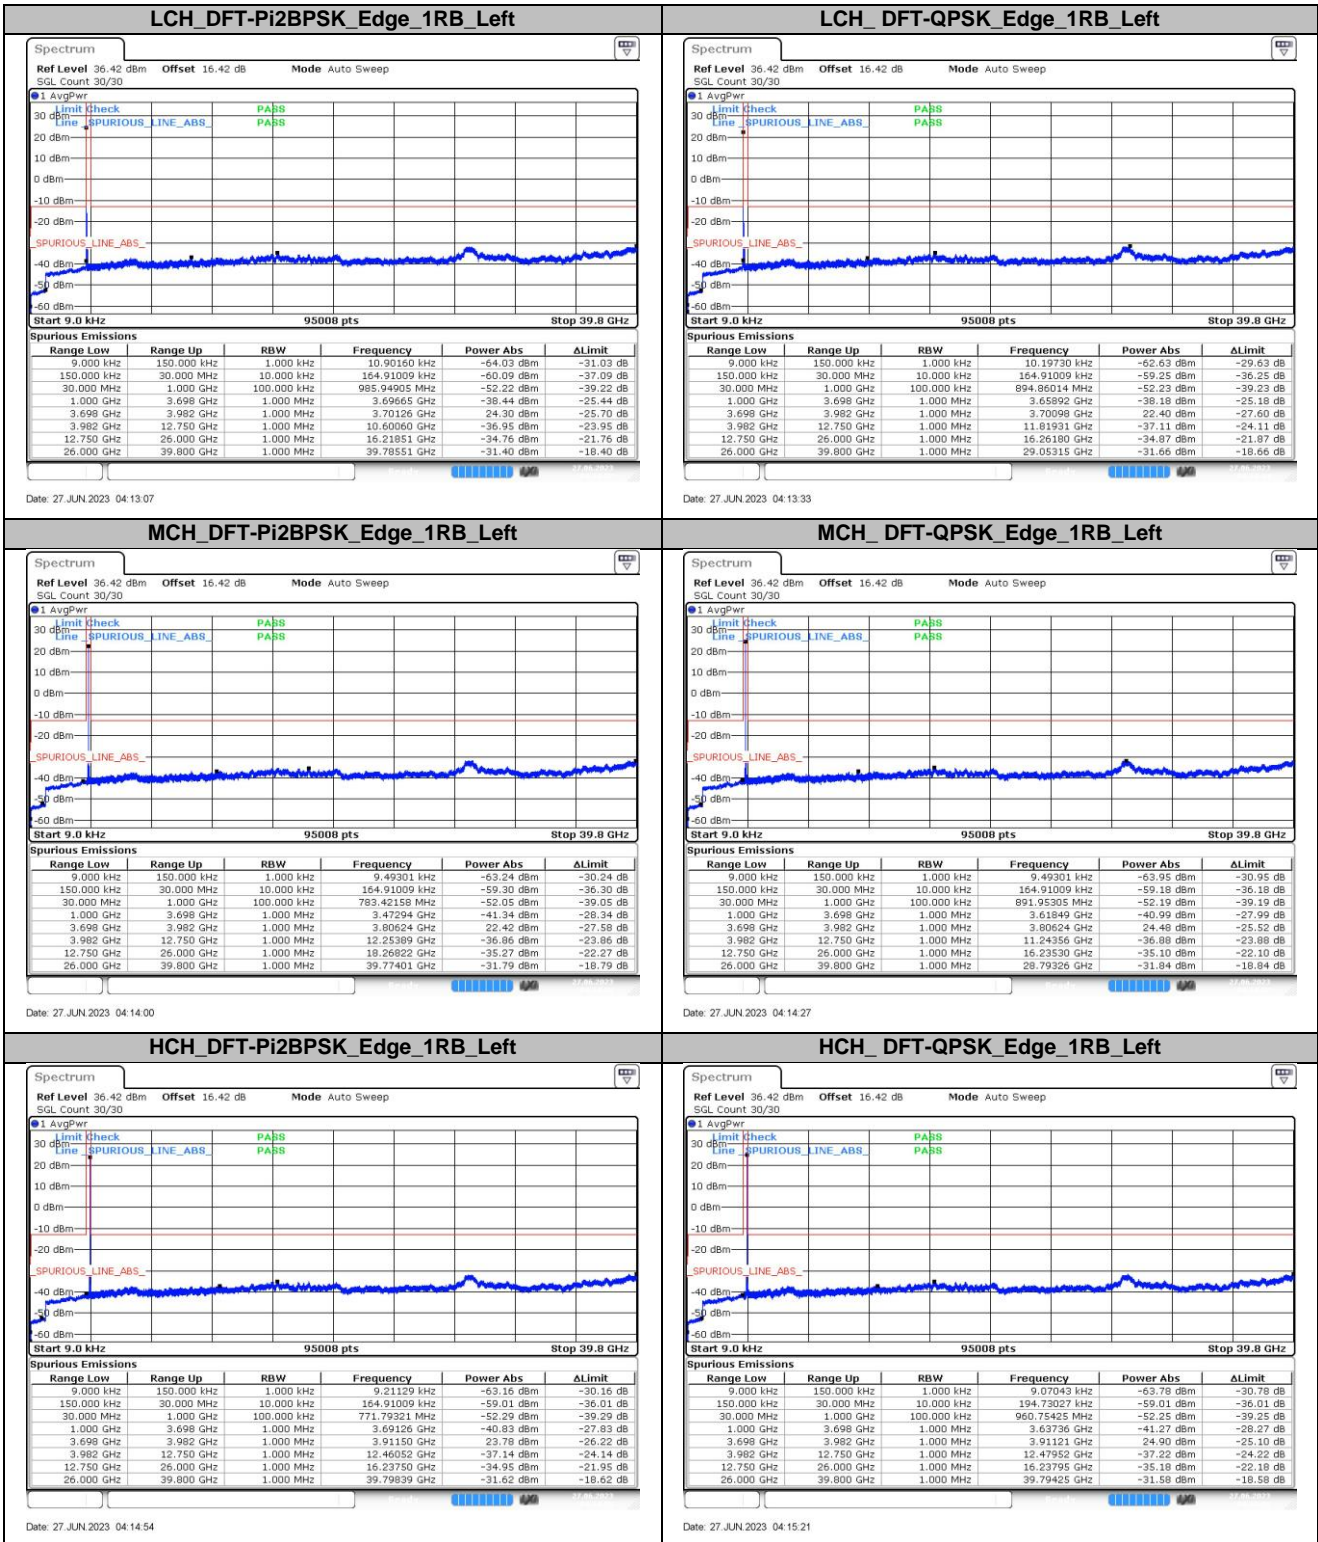 LCH_DFT-Pi2BPSK_Edge_1RB_Left
Spectrum
Ref Level 36.42 dBm Offset 16.42 dB Mode Auto Sweep
SGL Count 30/30
1 AvgPwr
Limit Check PASS
Line _SPURIOUS_LINE_ABS_ PASS
30 dBm
20 dBm
10 dBm
0 dBm
-10 dBm
-20 dBm
_SPURIOUS_LINE_ABS_
-40 dBm
-50 dBm
-60 dBm
Start 9.0 kHz 95008 pts Stop 39.8 GHz
Spurious Emissions
Range Low Range Up RBW Frequency Power Abs ΔLimit
9.000 kHz 150.000 kHz 1.000 kHz 10.90160 kHz -64.03 dBm -31.03 dB
150.000 kHz 30.000 MHz 10.000 kHz 164.91009 kHz -60.09 dBm -37.09 dB
30.000 MHz 1.000 GHz 100.000 kHz 985.94905 MHz -52.22 dBm -39.22 dB
1.000 GHz 3.698 GHz 1.000 MHz 3.69665 GHz -38.44 dBm -25.44 dB
3.698 GHz 3.982 GHz 1.000 MHz 3.70126 GHz 24.30 dBm -25.70 dB
3.982 GHz 12.750 GHz 1.000 MHz 10.60060 GHz -36.95 dBm -23.95 dB
12.750 GHz 26.000 GHz 1.000 MHz 16.21851 GHz -34.76 dBm -21.76 dB
26.000 GHz 39.800 GHz 1.000 MHz 39.78551 GHz -31.40 dBm -18.40 dB
Date: 27.JUN.2023 04:13:07
LCH_ DFT-QPSK_Edge_1RB_Left
Spectrum
Ref Level 36.42 dBm Offset 16.42 dB Mode Auto Sweep
SGL Count 30/30
1 AvgPwr
Limit Check PASS
Line _SPURIOUS_LINE_ABS_ PASS
30 dBm
20 dBm
10 dBm
0 dBm
-10 dBm
-20 dBm
_SPURIOUS_LINE_ABS_
-40 dBm
-50 dBm
-60 dBm
Start 9.0 kHz 95008 pts Stop 39.8 GHz
Spurious Emissions
Range Low Range Up RBW Frequency Power Abs ΔLimit
9.000 kHz 150.000 kHz 1.000 kHz 10.19730 kHz -62.63 dBm -29.63 dB
150.000 kHz 30.000 MHz 10.000 kHz 164.91009 kHz -59.25 dBm -36.25 dB
30.000 MHz 1.000 GHz 100.000 kHz 894.86014 MHz -52.23 dBm -39.23 dB
1.000 GHz 3.698 GHz 1.000 MHz 3.65892 GHz -38.18 dBm -25.18 dB
3.698 GHz 3.982 GHz 1.000 MHz 3.70098 GHz 22.40 dBm -27.60 dB
3.982 GHz 12.750 GHz 1.000 MHz 11.81931 GHz -37.11 dBm -24.11 dB
12.750 GHz 26.000 GHz 1.000 MHz 16.26180 GHz -34.87 dBm -21.87 dB
26.000 GHz 39.800 GHz 1.000 MHz 29.05315 GHz -31.66 dBm -18.66 dB
Date: 27.JUN.2023 04:13:33
MCH_DFT-Pi2BPSK_Edge_1RB_Left
Spectrum
Ref Level 36.42 dBm Offset 16.42 dB Mode Auto Sweep
SGL Count 30/30
1 AvgPwr
Limit Check PASS
Line _SPURIOUS_LINE_ABS_ PASS
30 dBm
20 dBm
10 dBm
0 dBm
-10 dBm
-20 dBm
_SPURIOUS_LINE_ABS_
-40 dBm
-50 dBm
-60 dBm
Start 9.0 kHz 95008 pts Stop 39.8 GHz
Spurious Emissions
Range Low Range Up RBW Frequency Power Abs ΔLimit
9.000 kHz 150.000 kHz 1.000 kHz 9.49301 kHz -63.24 dBm -30.24 dB
150.000 kHz 30.000 MHz 10.000 kHz 164.91009 kHz -59.30 dBm -36.30 dB
30.000 MHz 1.000 GHz 100.000 kHz 783.42158 MHz -52.05 dBm -39.05 dB
1.000 GHz 3.698 GHz 1.000 MHz 3.47294 GHz -41.34 dBm -28.34 dB
3.698 GHz 3.982 GHz 1.000 MHz 3.80624 GHz 22.42 dBm -27.58 dB
3.982 GHz 12.750 GHz 1.000 MHz 12.25389 GHz -36.86 dBm -23.86 dB
12.750 GHz 26.000 GHz 1.000 MHz 18.26822 GHz -35.27 dBm -22.27 dB
26.000 GHz 39.800 GHz 1.000 MHz 39.77401 GHz -31.79 dBm -18.79 dB
Date: 27.JUN.2023 04:14:00
MCH_ DFT-QPSK_Edge_1RB_Left
Spectrum
Ref Level 36.42 dBm Offset 16.42 dB Mode Auto Sweep
SGL Count 30/30
1 AvgPwr
Limit Check PASS
Line _SPURIOUS_LINE_ABS_ PASS
30 dBm
20 dBm
10 dBm
0 dBm
-10 dBm
-20 dBm
_SPURIOUS_LINE_ABS_
-40 dBm
-50 dBm
-60 dBm
Start 9.0 kHz 95008 pts Stop 39.8 GHz
Spurious Emissions
Range Low Range Up RBW Frequency Power Abs ΔLimit
9.000 kHz 150.000 kHz 1.000 kHz 9.49301 kHz -63.95 dBm -30.95 dB
150.000 kHz 30.000 MHz 10.000 kHz 164.91009 kHz -59.18 dBm -36.18 dB
30.000 MHz 1.000 GHz 100.000 kHz 891.95305 MHz -52.19 dBm -39.19 dB
1.000 GHz 3.698 GHz 1.000 MHz 3.61849 GHz -40.99 dBm -27.99 dB
3.698 GHz 3.982 GHz 1.000 MHz 3.80624 GHz 24.48 dBm -25.52 dB
3.982 GHz 12.750 GHz 1.000 MHz 11.24356 GHz -36.88 dBm -23.88 dB
12.750 GHz 26.000 GHz 1.000 MHz 16.23530 GHz -35.10 dBm -22.10 dB
26.000 GHz 39.800 GHz 1.000 MHz 28.79326 GHz -31.84 dBm -18.84 dB
Date: 27.JUN.2023 04:14:27
HCH_DFT-Pi2BPSK_Edge_1RB_Left
Spectrum
Ref Level 36.42 dBm Offset 16.42 dB Mode Auto Sweep
SGL Count 30/30
1 AvgPwr
Limit Check PASS
Line _SPURIOUS_LINE_ABS_ PASS
30 dBm
20 dBm
10 dBm
0 dBm
-10 dBm
-20 dBm
_SPURIOUS_LINE_ABS_
-40 dBm
-50 dBm
-60 dBm
Start 9.0 kHz 95008 pts Stop 39.8 GHz
Spurious Emissions
Range Low Range Up RBW Frequency Power Abs ΔLimit
9.000 kHz 150.000 kHz 1.000 kHz 9.21129 kHz -63.16 dBm -30.16 dB
150.000 kHz 30.000 MHz 10.000 kHz 164.91009 kHz -59.01 dBm -36.01 dB
30.000 MHz 1.000 GHz 100.000 kHz 771.79321 MHz -52.29 dBm -39.29 dB
1.000 GHz 3.698 GHz 1.000 MHz 3.69126 GHz -40.83 dBm -27.83 dB
3.698 GHz 3.982 GHz 1.000 MHz 3.91150 GHz 23.78 dBm -26.22 dB
3.982 GHz 12.750 GHz 1.000 MHz 12.46052 GHz -37.14 dBm -24.14 dB
12.750 GHz 26.000 GHz 1.000 MHz 16.23750 GHz -34.95 dBm -21.95 dB
26.000 GHz 39.800 GHz 1.000 MHz 39.79839 GHz -31.62 dBm -18.62 dB
Date: 27.JUN.2023 04:14:54
HCH_ DFT-QPSK_Edge_1RB_Left
Spectrum
Ref Level 36.42 dBm Offset 16.42 dB Mode Auto Sweep
SGL Count 30/30
1 AvgPwr
Limit Check PASS
Line _SPURIOUS_LINE_ABS_ PASS
30 dBm
20 dBm
10 dBm
0 dBm
-10 dBm
-20 dBm
_SPURIOUS_LINE_ABS_
-40 dBm
-50 dBm
-60 dBm
Start 9.0 kHz 95008 pts Stop 39.8 GHz
Spurious Emissions
Range Low Range Up RBW Frequency Power Abs ΔLimit
9.000 kHz 150.000 kHz 1.000 kHz 9.07043 kHz -63.78 dBm -30.78 dB
150.000 kHz 30.000 MHz 10.000 kHz 194.73027 kHz -59.01 dBm -36.01 dB
30.000 MHz 1.000 GHz 100.000 kHz 960.75425 MHz -52.25 dBm -39.25 dB
1.000 GHz 3.698 GHz 1.000 MHz 3.63736 GHz -41.27 dBm -28.27 dB
3.698 GHz 3.982 GHz 1.000 MHz 3.91121 GHz 24.90 dBm -25.10 dB
3.982 GHz 12.750 GHz 1.000 MHz 12.47952 GHz -37.22 dBm -24.22 dB
12.750 GHz 26.000 GHz 1.000 MHz 16.23795 GHz -35.18 dBm -22.18 dB
26.000 GHz 39.800 GHz 1.000 MHz 39.79425 GHz -31.58 dBm -18.58 dB
Date: 27.JUN.2023 04:15:21